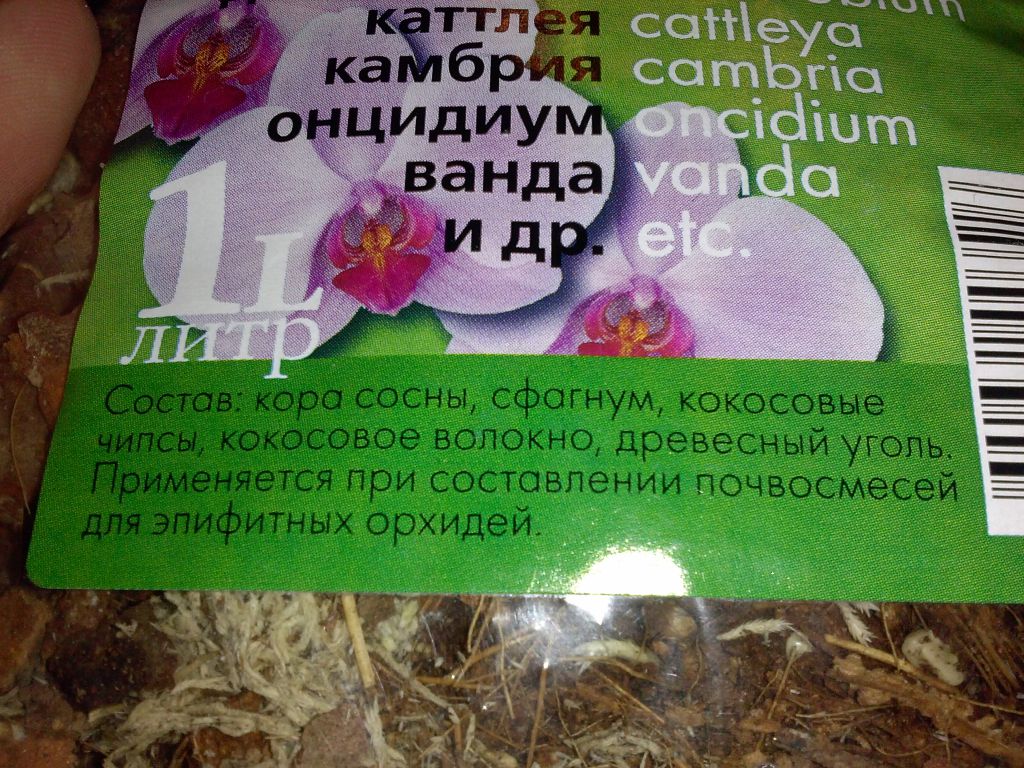 каттлея cattleya
камбрия cambria
онцидиум oncidium
ванда vanda
и др. etc.
1
литр
Состав: кора сосны, сфагнум, кокосовые
чипсы, кокосовое волокно, древесный уголь.
Применяется при составлении почвосмесей
для эпифитных орхидей.